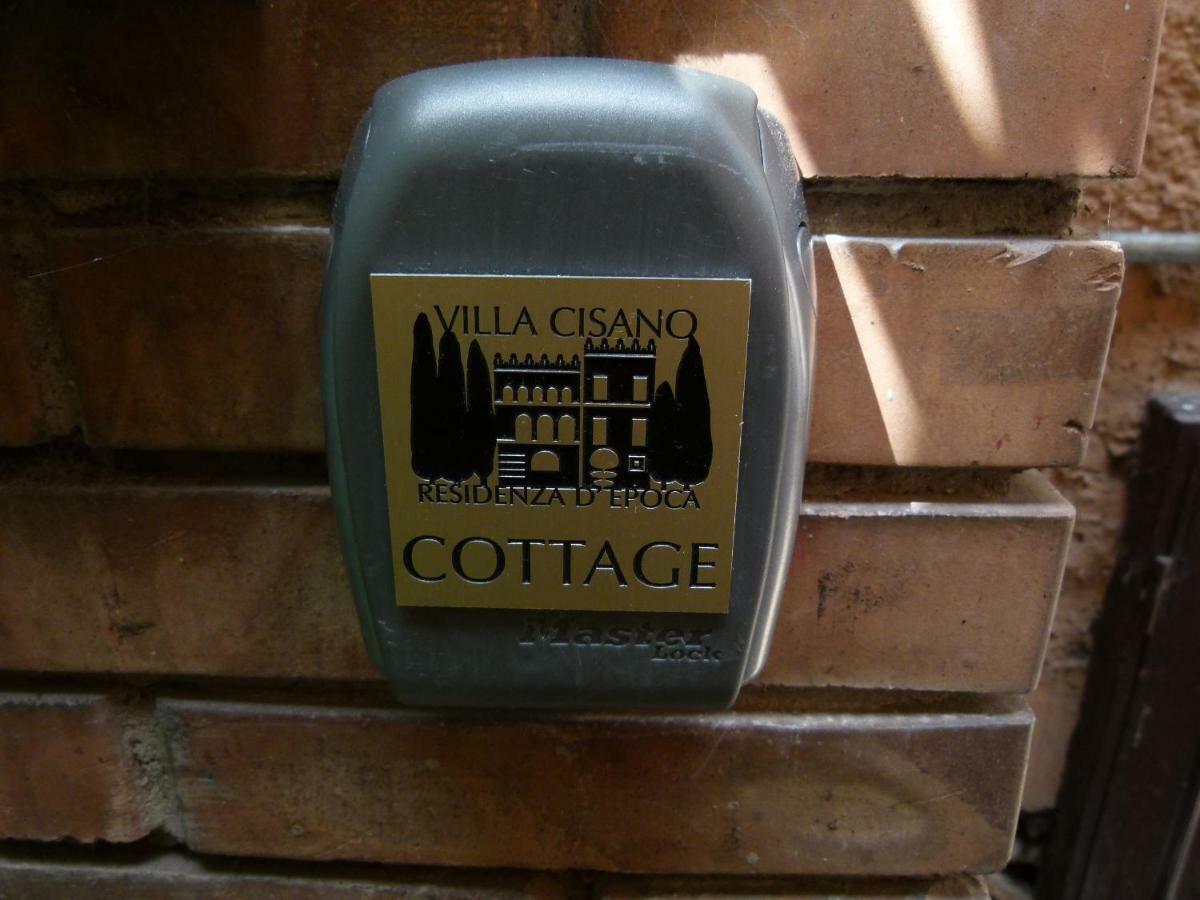 VILLA CISANO
RESIDENZA D'EPOCA
COTTAGE
Master
Lock